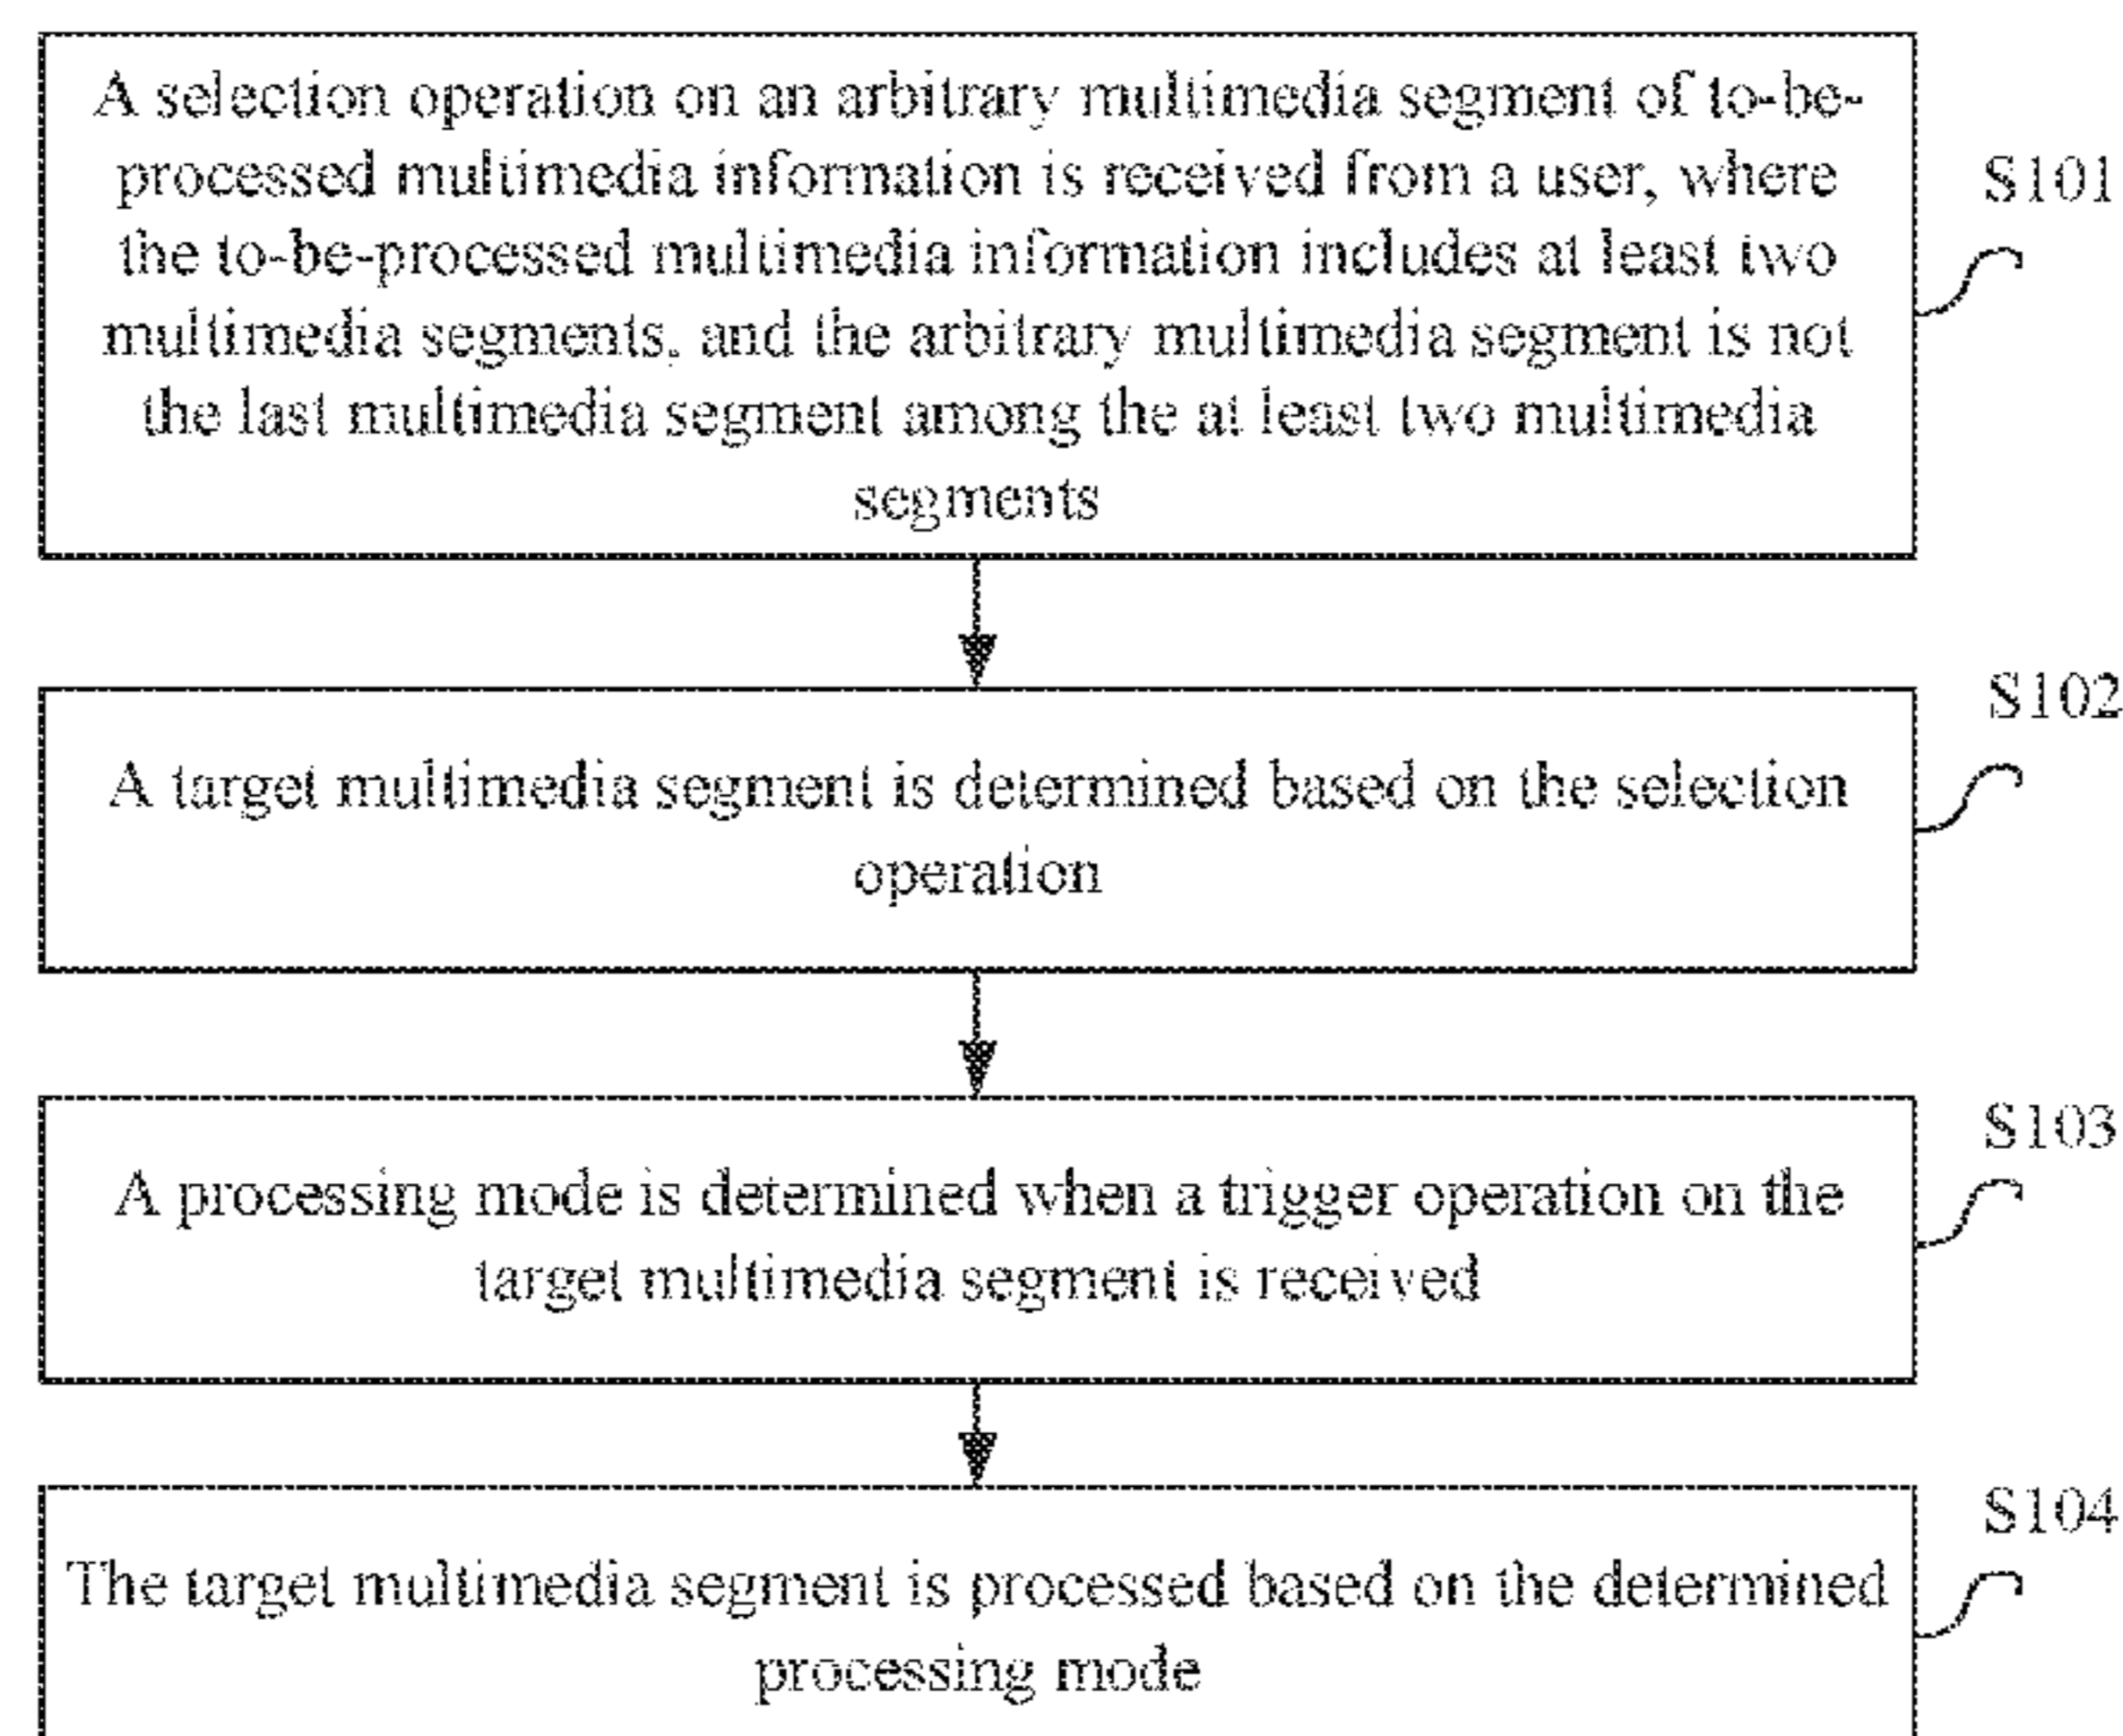 A selection operation on an arbitrary multimedia segment of to-be-
processed multimedia information is received from a user, where
the to-be-processed multimedia information includes at least two
multimedia segments, and the arbitrary multimedia segment is not
the last multimedia segment among the at least two multimedia
segments
S101
S102
A target multimedia segment is determined based on the selection
operation
S103
A processing mode is determined when a trigger operation on the
target multimedia segment is received
S104
The target multimedia segment is processed based on the determined
processing mode